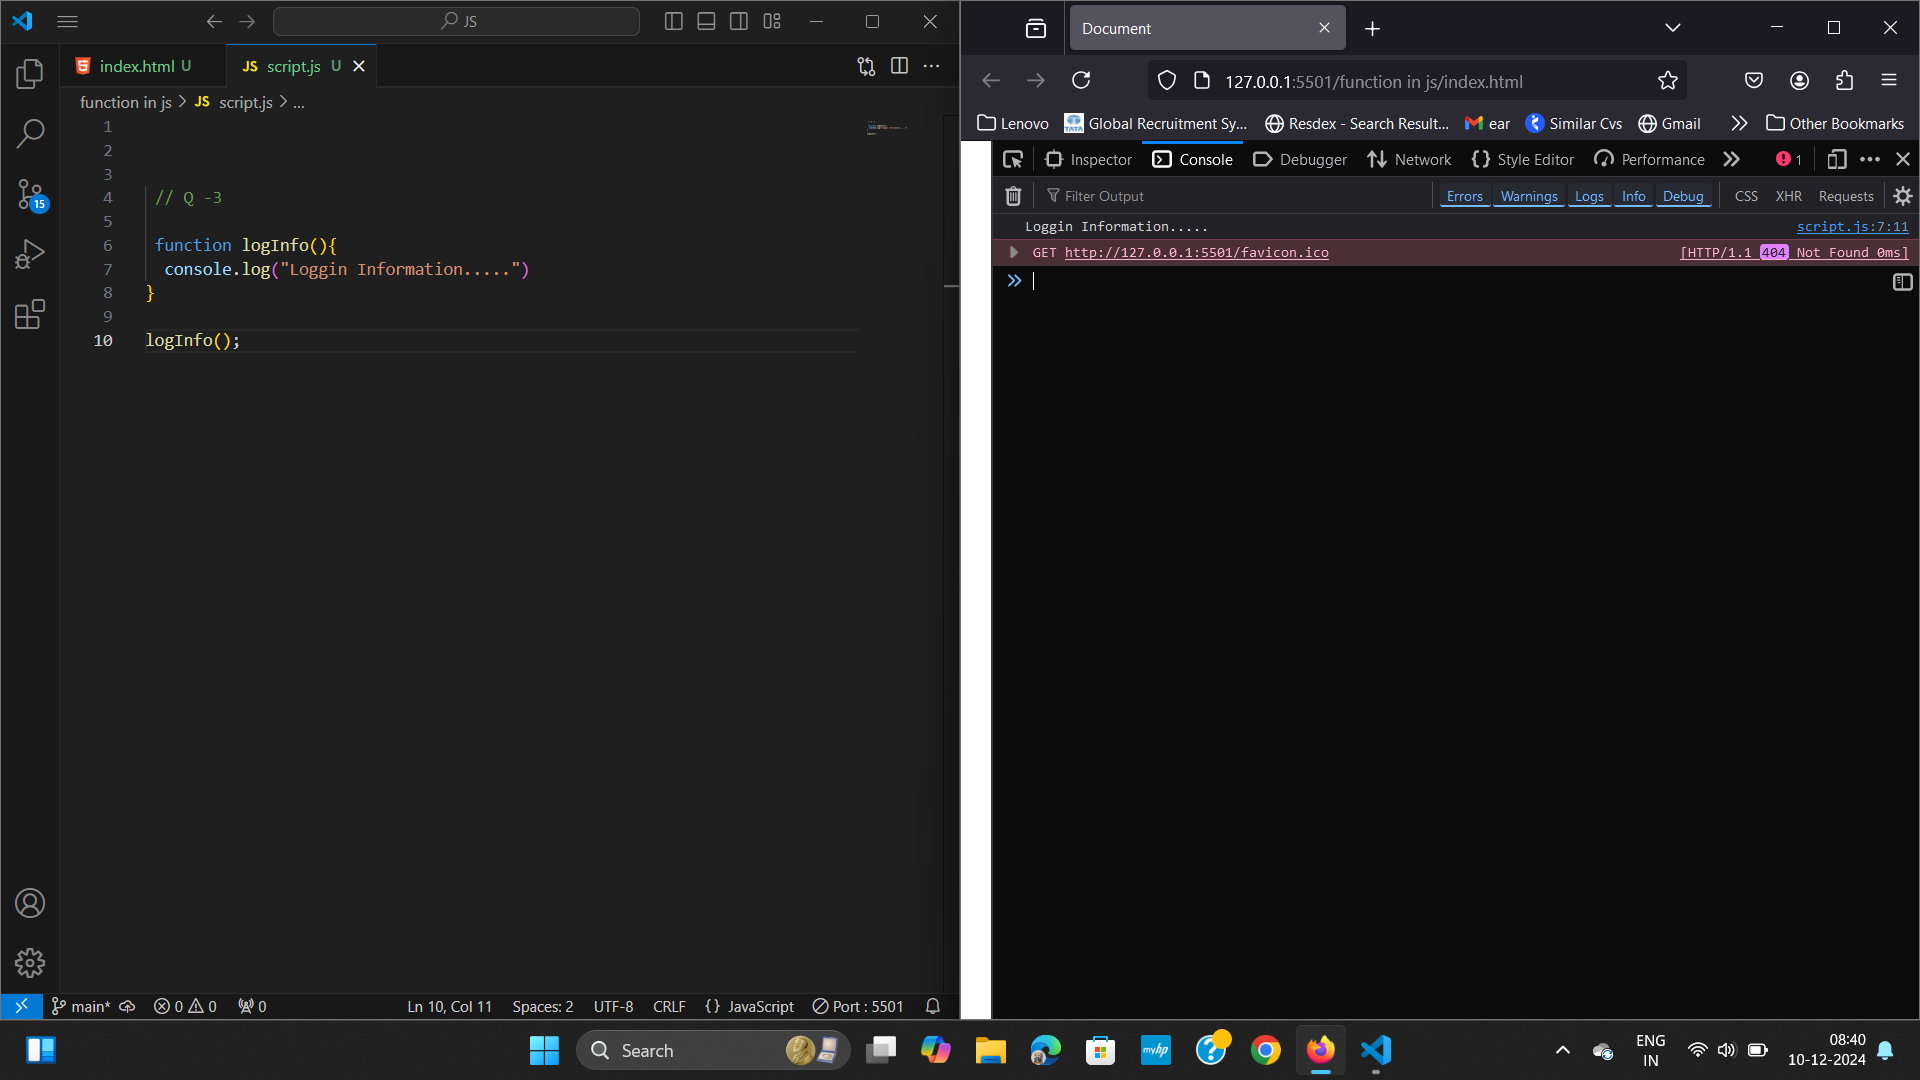 JS
index.html U
JS script.js U
function in js > JS script.js > ...
1
2
3
4 // Q -3
5
6 function logInfo(){
7 console.log("Loggin Information.....")
8 }
9
10 logInfo();
15
main* 0 0 0 Ln 10, Col 11 Spaces: 2 UTF-8 CRLF {} JavaScript Port : 5501
Document
127.0.0.1:5501/function in js/index.html
Lenovo TATA Global Recruitment Sy... Resdex - Search Result... ear Similar Cvs Gmail Other Bookmarks
Inspector Console Debugger Network Style Editor Performance 1
Filter Output Errors Warnings Logs Info Debug CSS XHR Requests
Loggin Information..... script.js:7:11
GET http://127.0.0.1:5501/favicon.ico [HTTP/1.1 404 Not Found 0ms]
Search myhp ENG 08:40
IN 10-12-2024